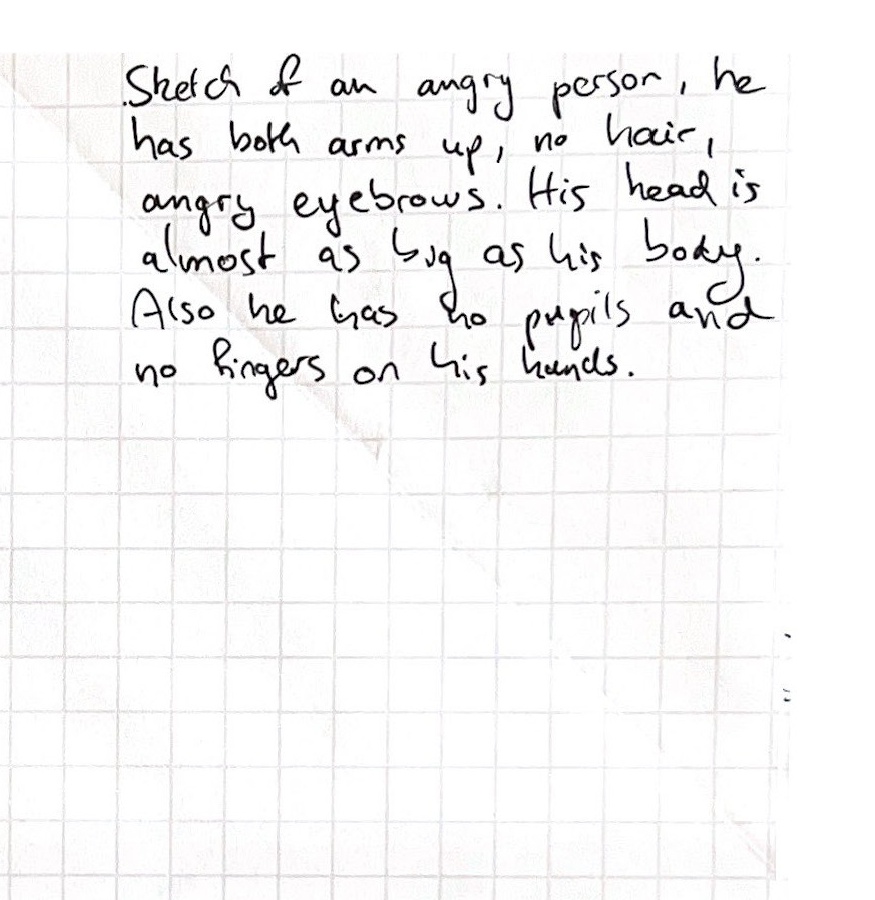 Sketch of an angry person, he
has both arms up, no hair,
angry eyebrows. His head is
almost as big as his body.
Also he has no pupils and
no fingers on his hands.